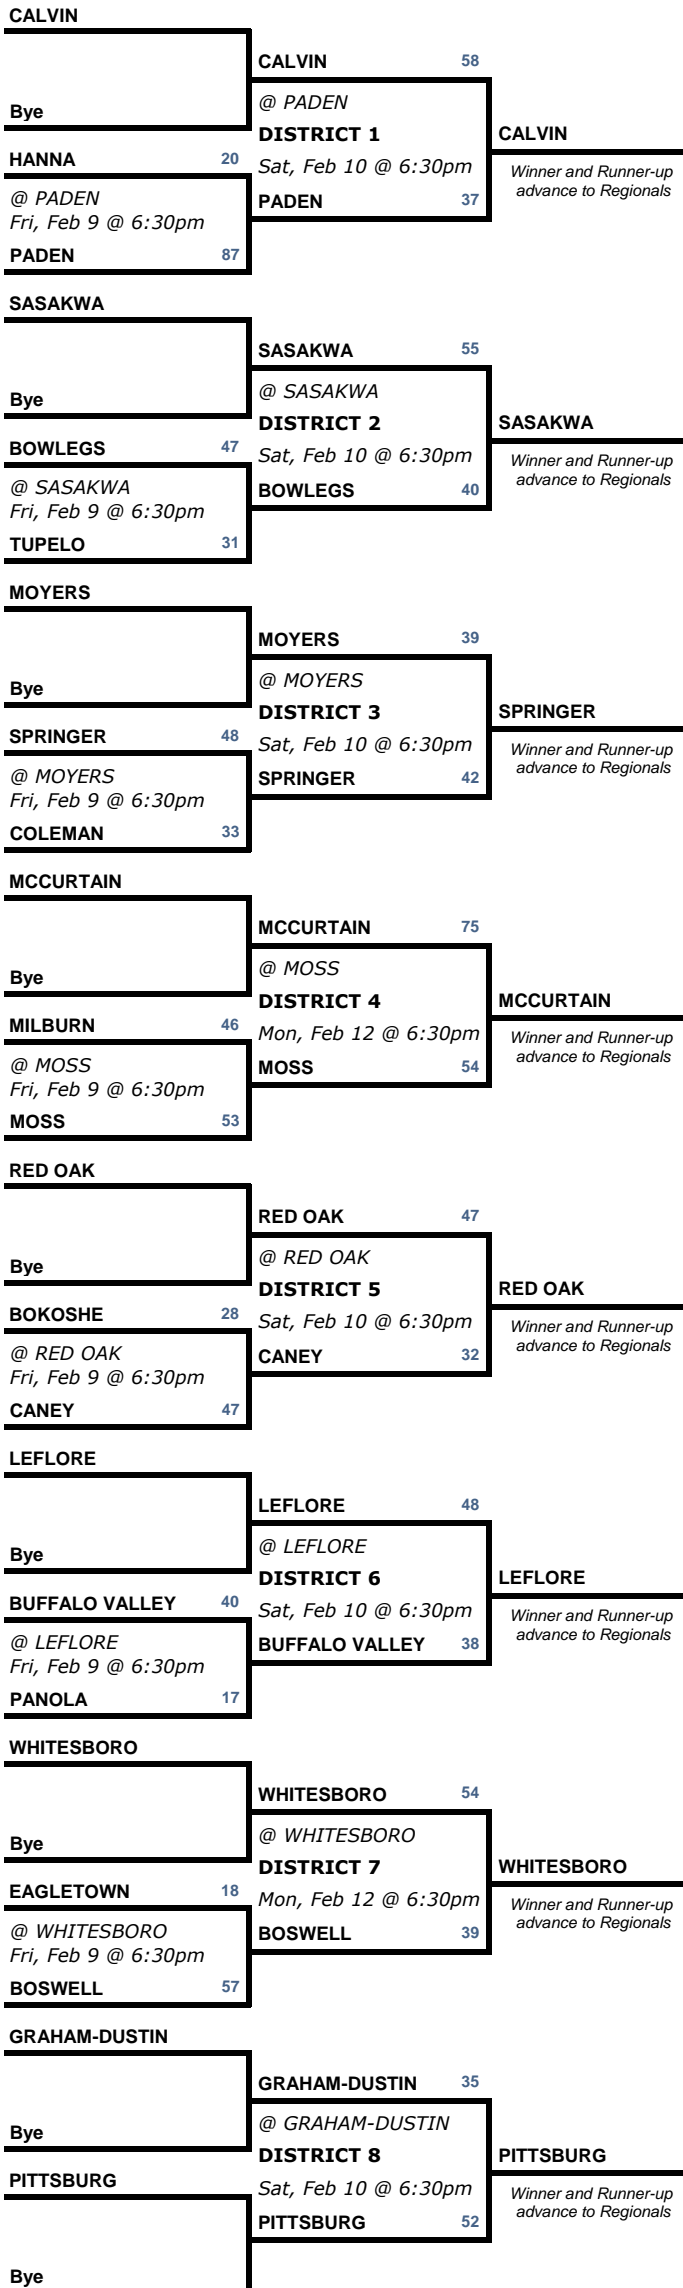 CALVIN
CALVIN 58
Bye
@ PADEN
DISTRICT 1
CALVIN
HANNA 20
Sat, Feb 10 @ 6:30pm
Winner and Runner-up
advance to Regionals
@ PADEN
Fri, Feb 9 @ 6:30pm
PADEN 37
PADEN 87
SASAKWA
SASAKWA 55
Bye
@ SASAKWA
DISTRICT 2
SASAKWA
BOWLEGS 47
Sat, Feb 10 @ 6:30pm
Winner and Runner-up
advance to Regionals
@ SASAKWA
Fri, Feb 9 @ 6:30pm
BOWLEGS 40
TUPELO 31
MOYERS
MOYERS 39
Bye
@ MOYERS
DISTRICT 3
SPRINGER
SPRINGER 48
Sat, Feb 10 @ 6:30pm
Winner and Runner-up
advance to Regionals
@ MOYERS
Fri, Feb 9 @ 6:30pm
SPRINGER 42
COLEMAN 33
MCCURTAIN
MCCURTAIN 75
Bye
@ MOSS
DISTRICT 4
MCCURTAIN
MILBURN 46
Mon, Feb 12 @ 6:30pm
Winner and Runner-up
advance to Regionals
@ MOSS
Fri, Feb 9 @ 6:30pm
MOSS 54
MOSS 53
RED OAK
RED OAK 47
Bye
@ RED OAK
DISTRICT 5
RED OAK
BOKOSHE 28
Sat, Feb 10 @ 6:30pm
Winner and Runner-up
advance to Regionals
@ RED OAK
Fri, Feb 9 @ 6:30pm
CANEY 32
CANEY 47
LEFLORE
LEFLORE 48
Bye
@ LEFLORE
DISTRICT 6
LEFLORE
BUFFALO VALLEY 40
Sat, Feb 10 @ 6:30pm
Winner and Runner-up
advance to Regionals
@ LEFLORE
Fri, Feb 9 @ 6:30pm
BUFFALO VALLEY 38
PANOLA 17
WHITESBORO
WHITESBORO 54
Bye
@ WHITESBORO
DISTRICT 7
WHITESBORO
EAGLETOWN 18
Mon, Feb 12 @ 6:30pm
Winner and Runner-up
advance to Regionals
@ WHITESBORO
Fri, Feb 9 @ 6:30pm
BOSWELL 39
BOSWELL 57
GRAHAM-DUSTIN
GRAHAM-DUSTIN 35
Bye
@ GRAHAM-DUSTIN
DISTRICT 8
PITTSBURG
PITTSBURG
Sat, Feb 10 @ 6:30pm
Winner and Runner-up
advance to Regionals
PITTSBURG 52
Bye